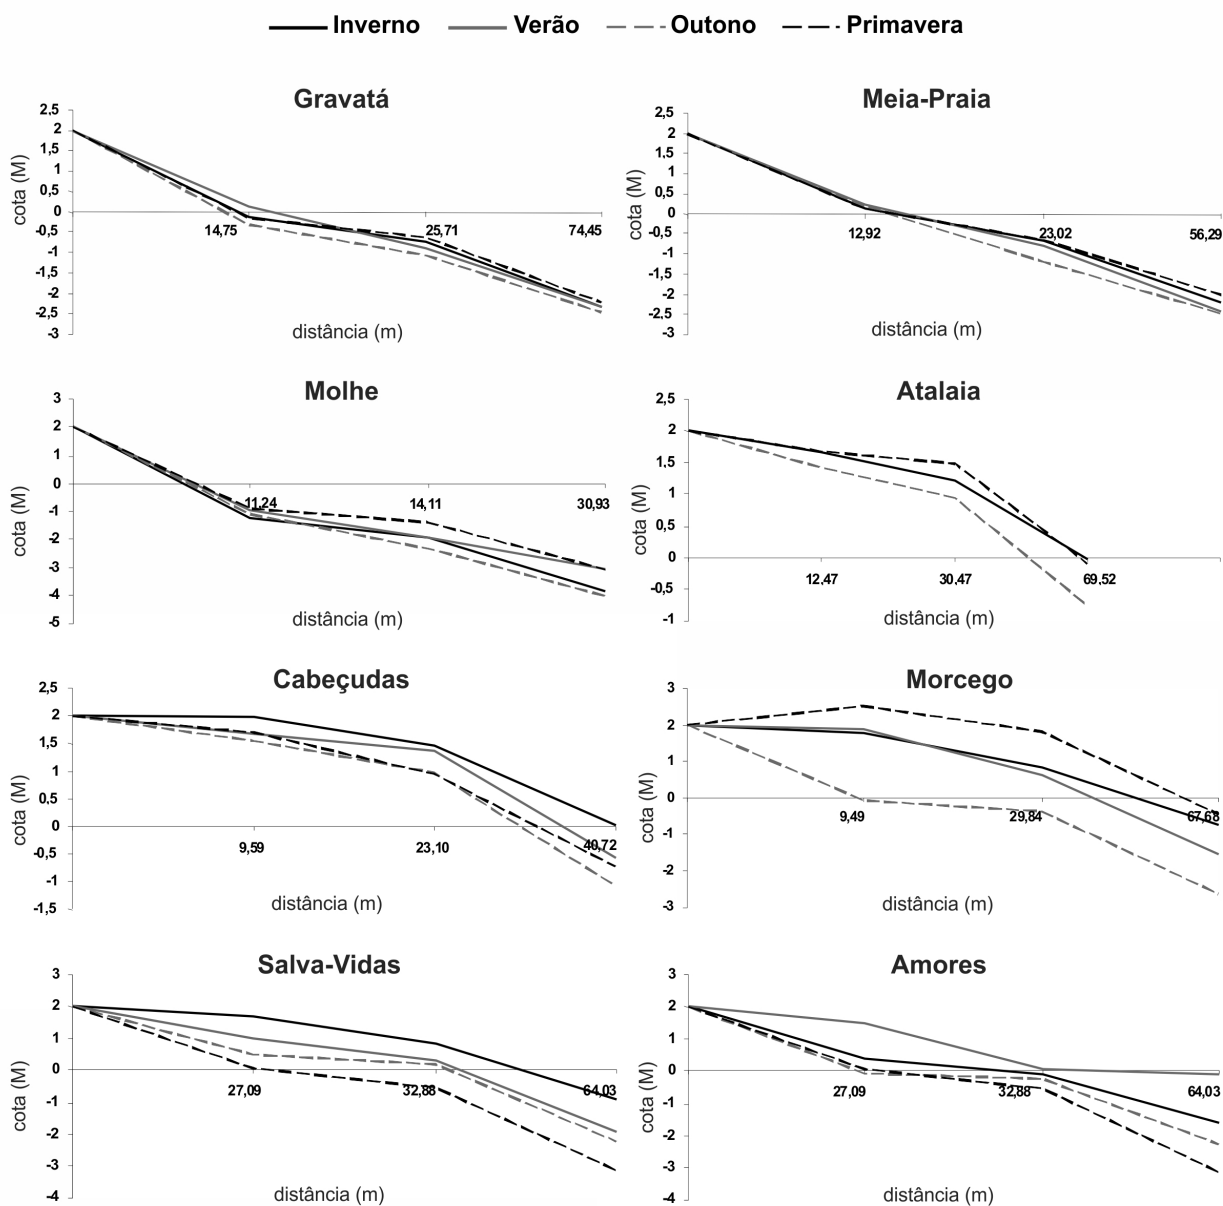 Inverno Verão Outono Primavera
Gravatá
2,5
2
1,5
1
0,5
0
-0,5
-1
-1,5
-2
-2,5
-3
cota (M)
14,75 25,71 74,45
distância (m)
Meia-Praia
2,5
2
1,5
1
0,5
0
-0,5
-1
-1,5
-2
-2,5
-3
cota (M)
12,92 23,02 56,29
distância (m)
Molhe
3
2
1
0
-1
-2
-3
-4
-5
cota (M)
11,24 14,11 30,93
distância (m)
Atalaia
2,5
2
1,5
1
0,5
0
-0,5
-1
cota (M)
12,47 30,47 69,52
distância (m)
Cabeçudas
2,5
2
1,5
1
0,5
0
-0,5
-1
-1,5
cota (M)
9,59 23,10 40,72
distância (m)
Morcego
3
2
1
0
-1
-2
-3
cota (M)
9,49 29,84 67,68
distância (m)
Salva-Vidas
3
2
1
0
-1
-2
-3
-4
cota (M)
27,09 32,88 64,03
distância (m)
Amores
3
2
1
0
-1
-2
-3
-4
cota (M)
27,09 32,88 64,03
distância (m)